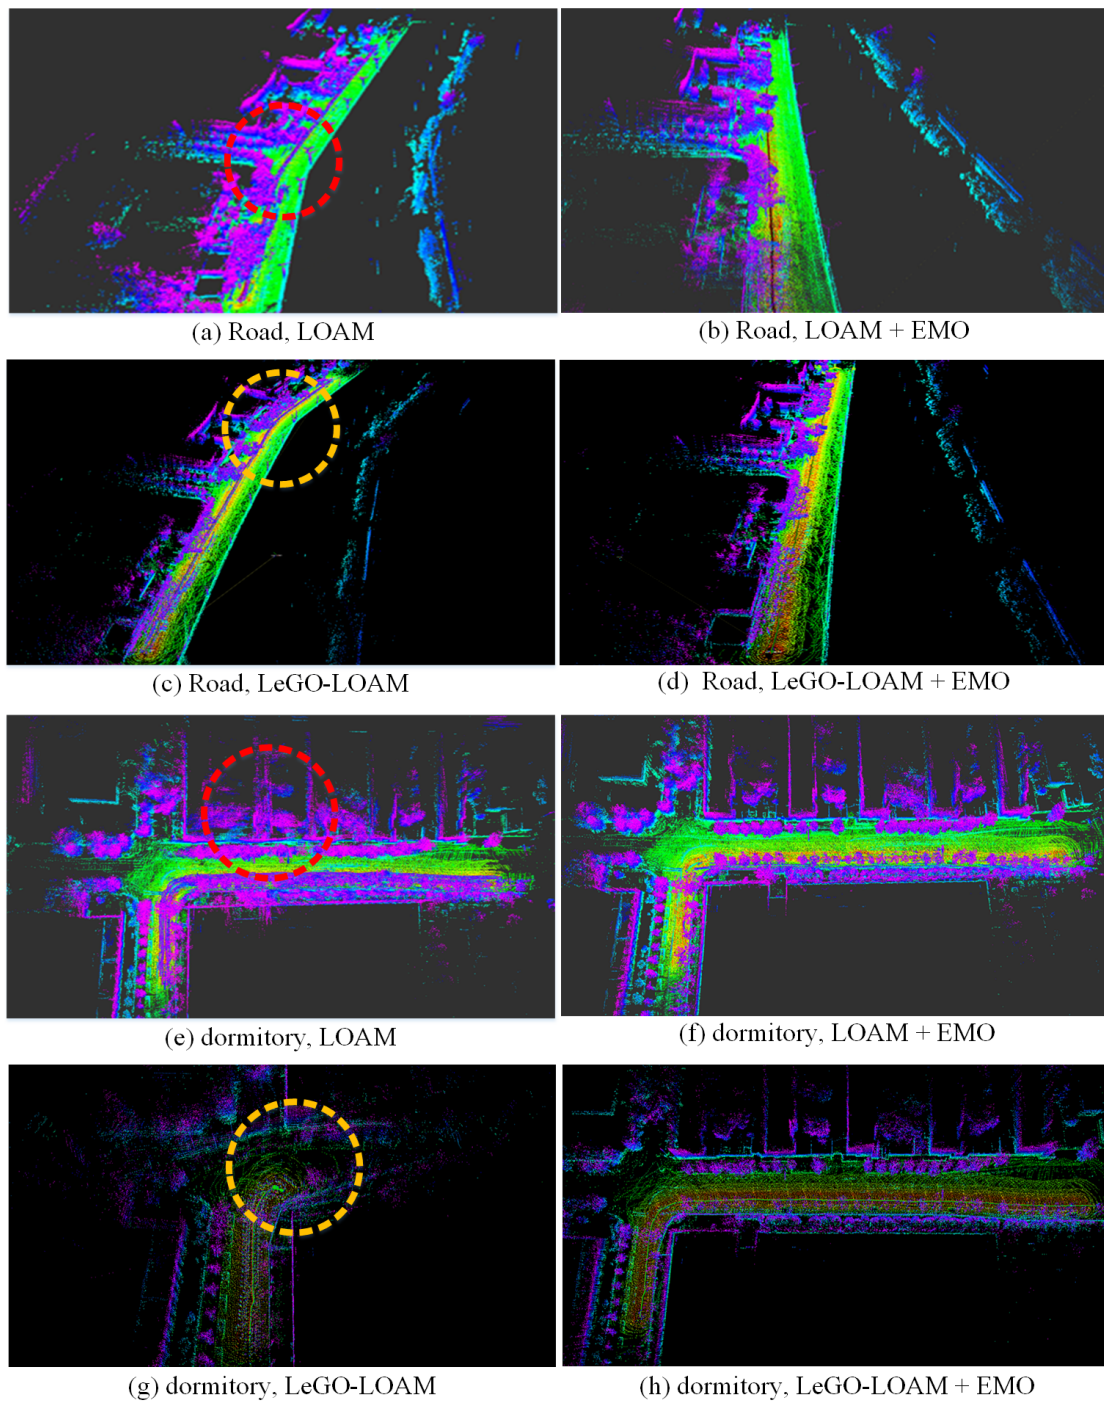 (a) Road, LOAM
(b) Road, LOAM + EMO
(c) Road, LeGO-LOAM
(d) Road, LeGO-LOAM + EMO
(e) dormitory, LOAM
(f) dormitory, LOAM + EMO
(g) dormitory, LeGO-LOAM
(h) dormitory, LeGO-LOAM + EMO